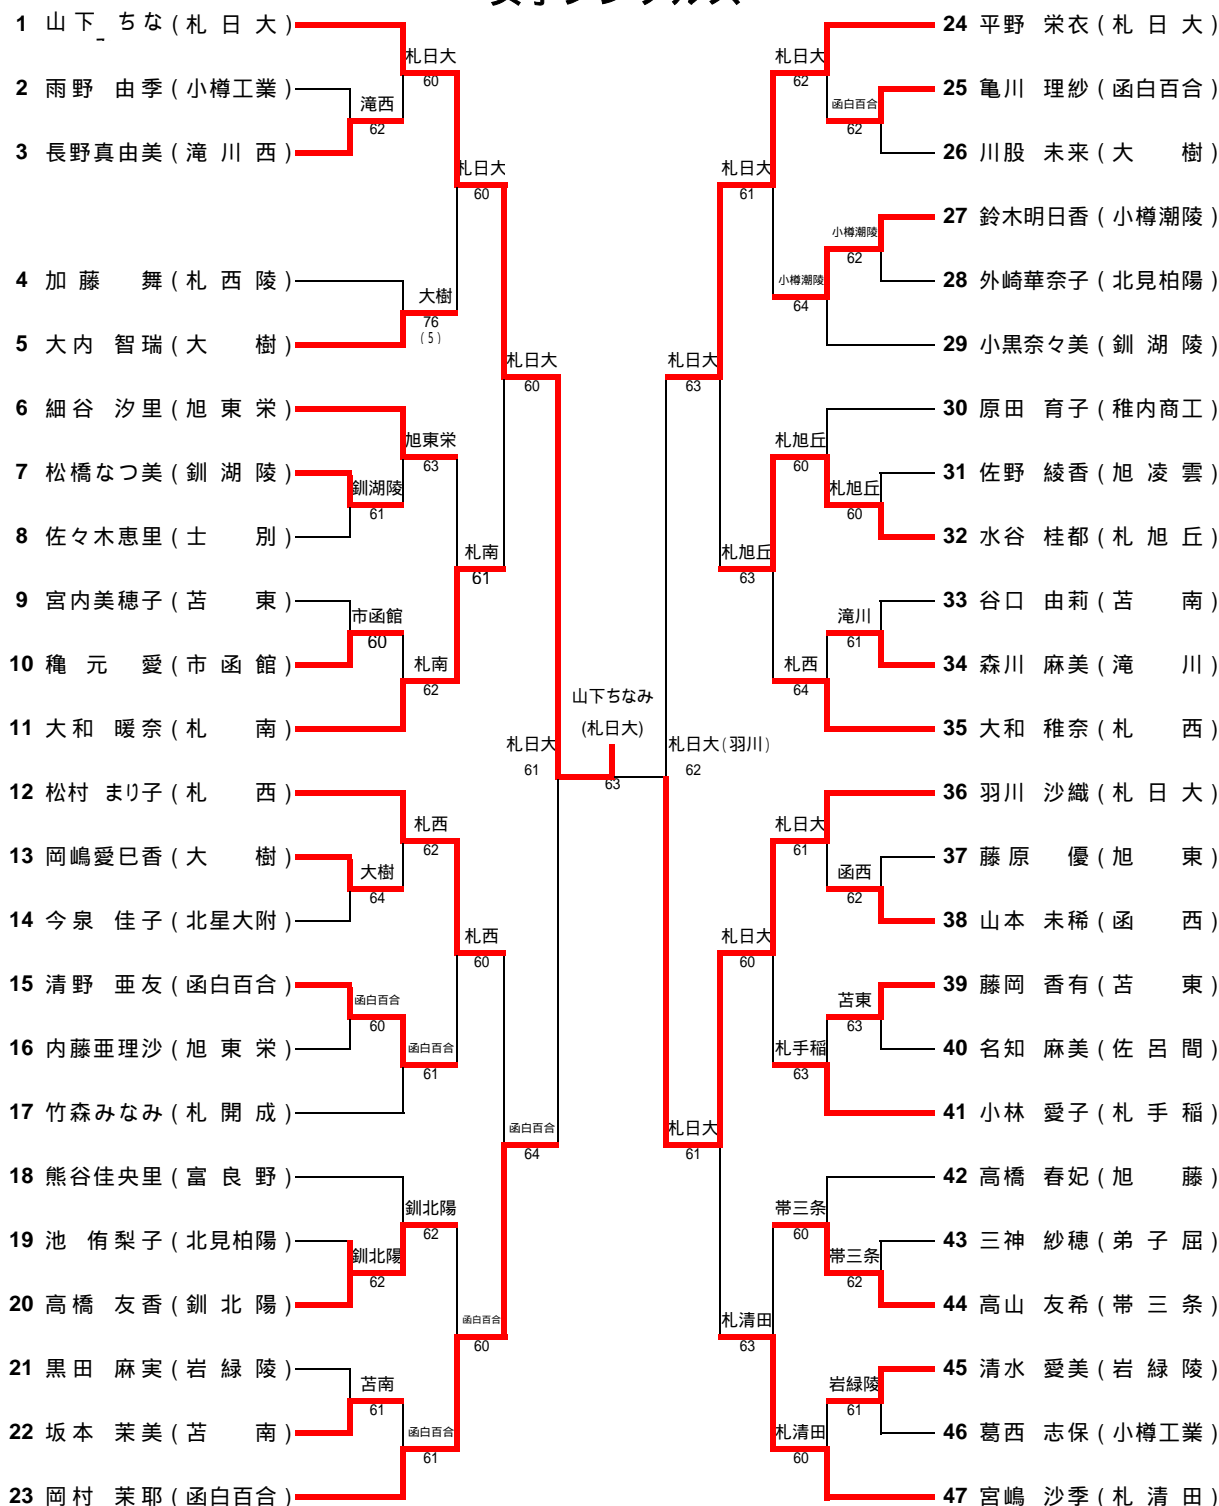 1 山下 ちな (札日大)
2 雨野 由季 (小樽工業)
3 長野真由美 (滝川西)
4 加藤 舞 (札西陵)
5 大内 智瑞 (大樹)
6 細谷 汐里 (旭東栄)
7 松橋なつ美 (釧湖陵)
8 佐々木恵里 (士別)
9 宮内美穂子 (苫東)
10 穐元 愛 (市函館)
11 大和 暖奈 (札南)
12 松村 まり子 (札西)
13 岡嶋愛巳香 (大樹)
14 今泉 佳子 (北星大附)
15 清野 亜友 (函白百合)
16 内藤亜理沙 (旭東栄)
17 竹森みなみ (札開成)
18 熊谷佳央里 (富良野)
19 池 侑梨子 (北見柏陽)
20 高橋 友香 (釧北陽)
21 黒田 麻実 (岩緑陵)
22 坂本 茉美 (苫南)
23 岡村 茉耶 (函白百合)
滝西
62
釧湖陵
61
市函館
60
大樹
64
函白百合
60
釧北陽
62
苫南
61
札日大
60
大樹
76
(5)
旭東栄
63
札南
62
札西
62
函白百合
61
釧北陽
62
函白百合
61
札日大
60
札南
61
札西
60
函白百合
60
札日大
60
函白百合
64
札日大
61
山下ちなみ
(札日大)
63
札日大(羽川)
62
札日大
63
札日大
61
札日大
61
札旭丘
63
札日大
60
札清田
63
札日大
62
小樽潮陵
64
札旭丘
60
札西
64
札日大
61
札手稲
63
帯三条
60
札清田
60
函白百合
62
小樽潮陵
62
札旭丘
60
滝川
61
函西
62
苫東
63
帯三条
62
岩緑陵
61
24 平野 栄衣 (札日大)
25 亀川 理紗 (函白百合)
26 川股 未来 (大樹)
27 鈴木明日香 (小樽潮陵)
28 外崎華奈子 (北見柏陽)
29 小黒奈々美 (釧湖陵)
30 原田 育子 (稚内商工)
31 佐野 綾香 (旭凌雲)
32 水谷 桂都 (札旭丘)
33 谷口 由莉 (苫南)
34 森川 麻美 (滝川)
35 大和 稚奈 (札西)
36 羽川 沙織 (札日大)
37 藤原 優 (旭東)
38 山本 未稀 (函西)
39 藤岡 香有 (苫東)
40 名知 麻美 (佐呂間)
41 小林 愛子 (札手稲)
42 高橋 春妃 (旭藤)
43 三神 紗穂 (弟子屈)
44 高山 友希 (帯三条)
45 清水 愛美 (岩緑陵)
46 葛西 志保 (小樽工業)
47 宮嶋 沙季 (札清田)